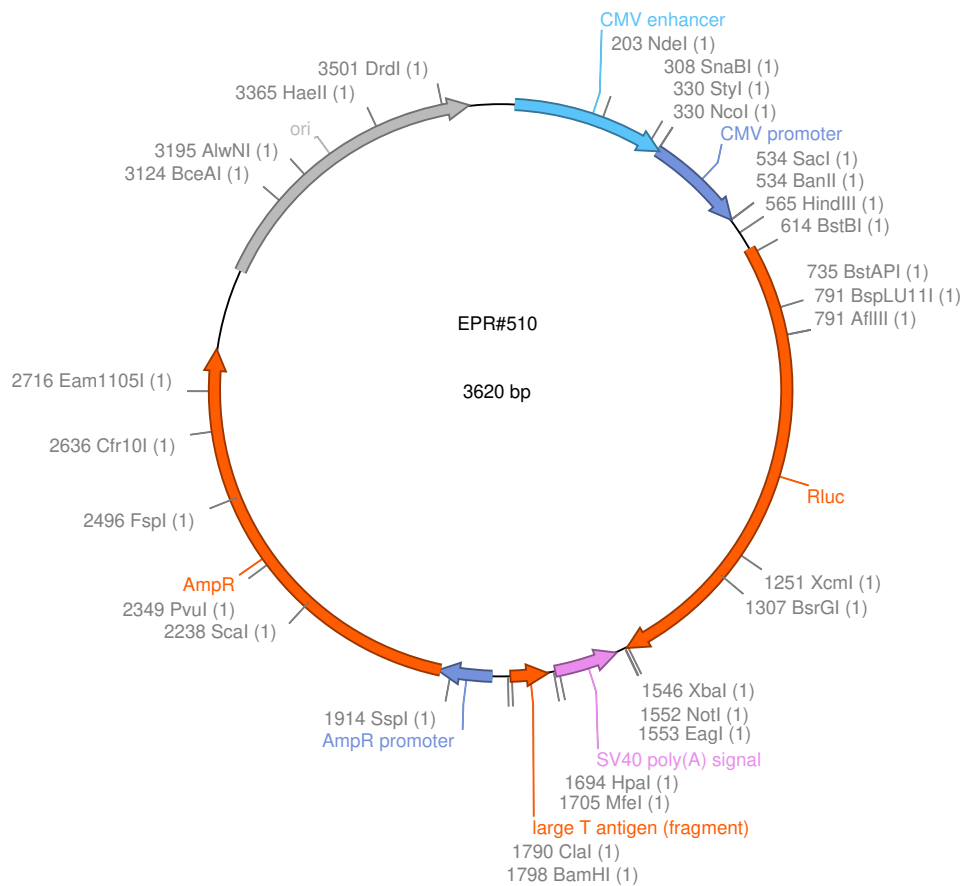 CMV enhancer
203 NdeI (1)
308 SnaBI (1)
330 StyI (1)
330 NcoI (1)
CMV promoter
534 SacI (1)
534 BanII (1)
565 HindIII (1)
614 BstBI (1)
735 BstAPI (1)
791 BspLU11I (1)
791 AflIII (1)
Rluc
1251 XcmI (1)
1307 BsrGI (1)
1546 XbaI (1)
1552 NotI (1)
1553 EagI (1)
SV40 poly(A) signal
1694 HpaI (1)
1705 MfeI (1)
large T antigen (fragment)
1790 ClaI (1)
1798 BamHI (1)
1914 SspI (1)
AmpR promoter
2238 ScaI (1)
2349 PvuI (1)
AmpR
2496 FspI (1)
2636 Cfr10I (1)
2716 Eam1105I (1)
3124 BceAI (1)
3195 AlwNI (1)
ori
3365 HaeII (1)
3501 DrdI (1)
EPR#510
3620 bp